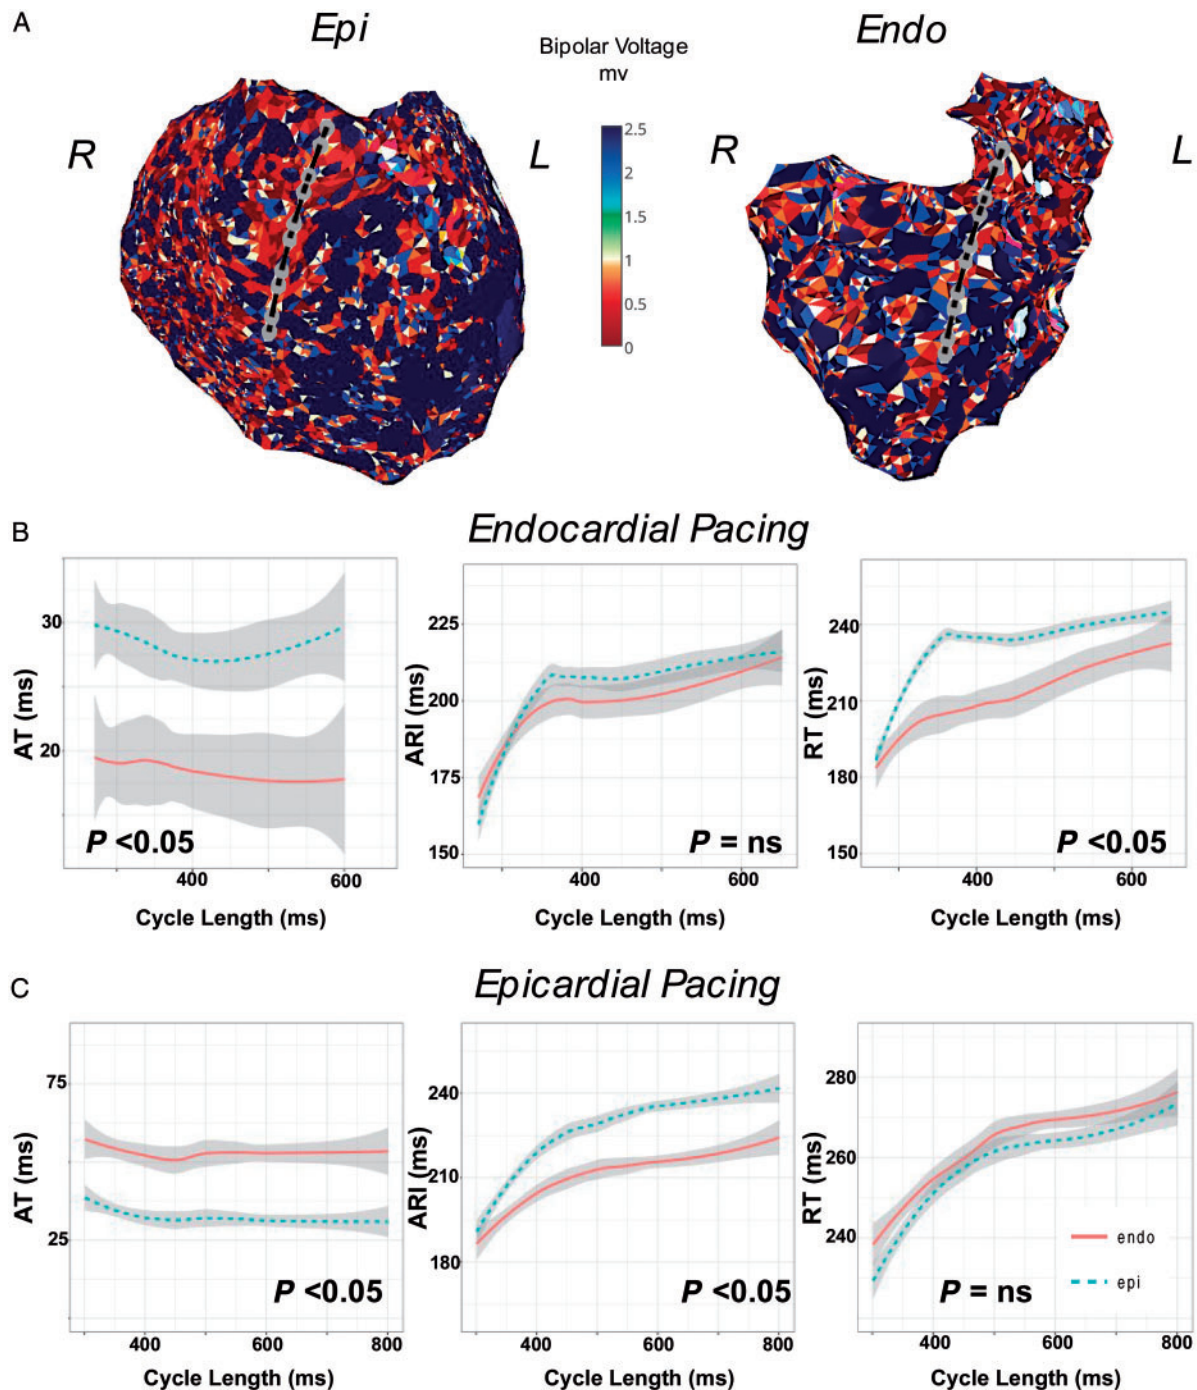 A
Epi
Endo
Bipolar Voltage
mv
R
L
R
L
2.5
2
1.5
1
0.5
0
B
Endocardial Pacing
AT (ms)
30
20
P <0.05
400
600
Cycle Length (ms)
ARI (ms)
225
200
175
150
P = ns
400
600
Cycle Length (ms)
RT (ms)
240
210
180
150
P <0.05
400
600
Cycle Length (ms)
C
Epicardial Pacing
AT (ms)
75
25
P <0.05
400
600
800
Cycle Length (ms)
ARI (ms)
240
210
180
P <0.05
400
600
800
Cycle Length (ms)
RT (ms)
280
260
240
endo
epi
P = ns
400
600
800
Cycle Length (ms)